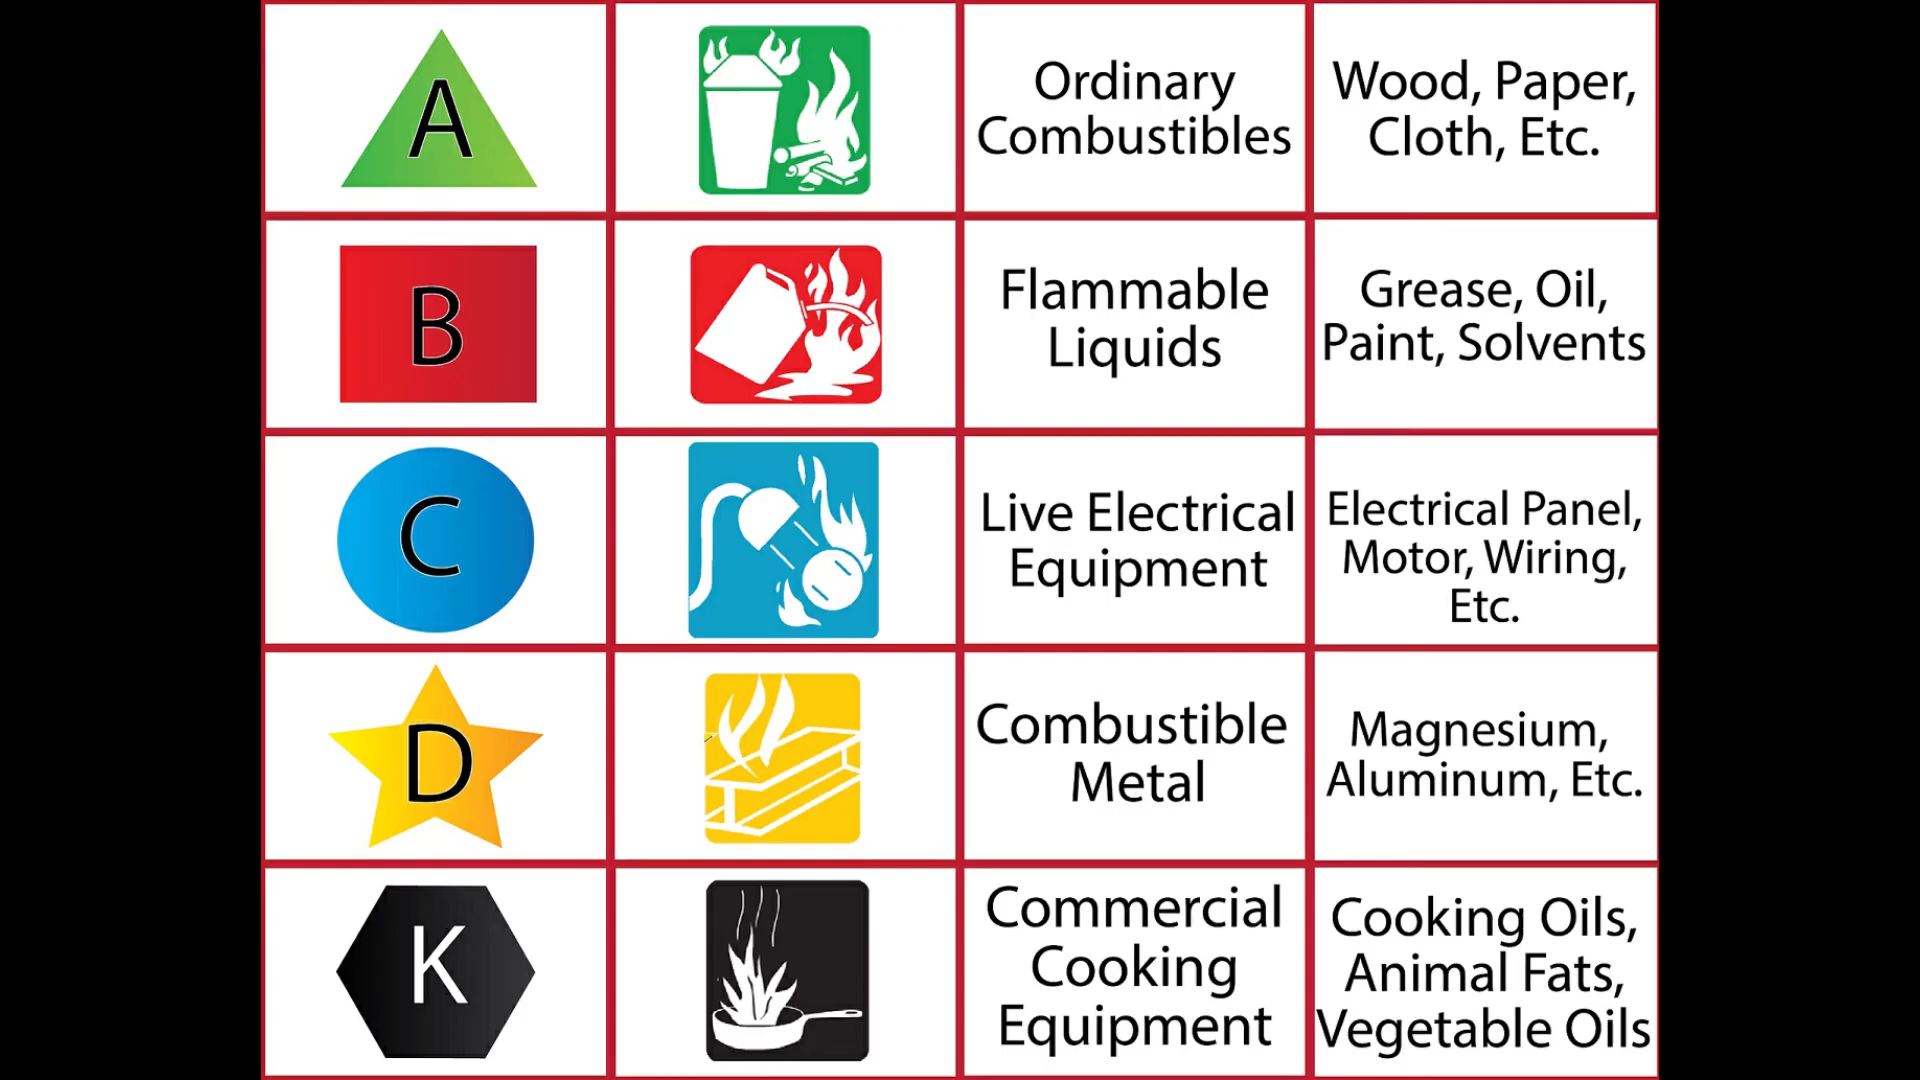 A
Ordinary
Combustibles
Wood, Paper,
Cloth, Etc.
B
Flammable
Liquids
Grease, Oil,
Paint, Solvents
C
Live Electrical
Equipment
Electrical Panel,
Motor, Wiring,
Etc.
D
Combustible
Metal
Magnesium,
Aluminum, Etc.
K
Commercial
Cooking
Equipment
Cooking Oils,
Animal Fats,
Vegetable Oils